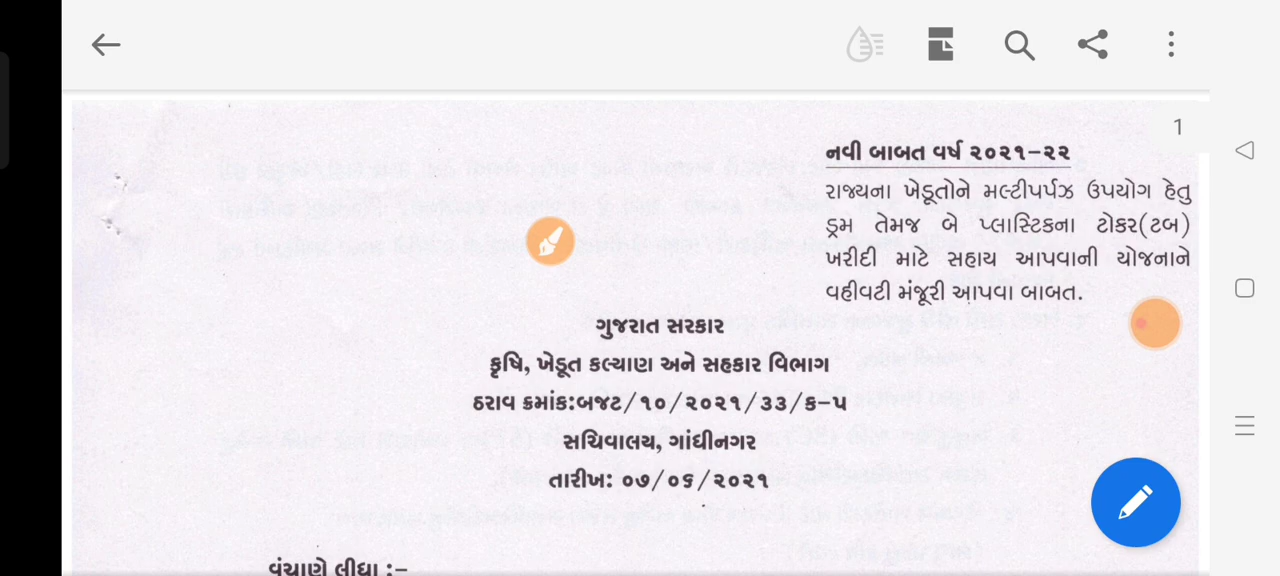 1
નવી બાબત વર્ષ ૨૦૨૧-૨૨
રાજ્યના ખેડૂતોને મલ્ટીપર્પઝ ઉપયોગ હેતુ
ડ્રમ તેમજ બે પ્લાસ્ટિકના ટોકર(ટબ)
ખરીદી માટે સહાય આપવાની યોજનાને
વહીવટી મંજૂરી આપવા બાબત.
ગુજરાત સરકાર
કૃષિ, ખેડૂત કલ્યાણ અને સહકાર વિભાગ
ઠરાવ ક્રમાંક:બજટ/૧૦/૨૦૨૧/૩૩/ક-૫
સચિવાલય, ગાંધીનગર
તારીખ: ૦૭/૦૬/૨૦૨૧
વંચાણે લીધા :-